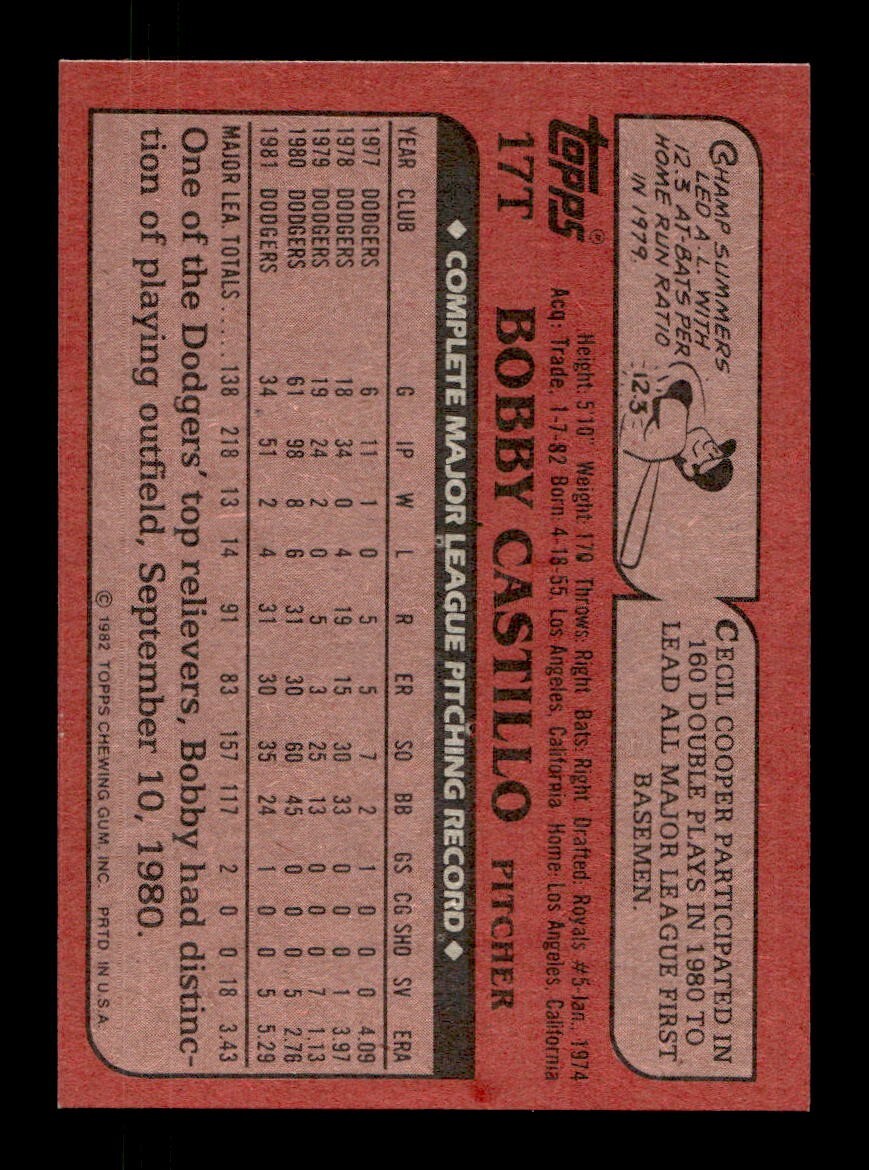 CHAMP SUMMERS
LED A.L. WITH
12.3 AT-BATS PER
HOME RUN RATIO
IN 1979.
12.3
CECIL COOPER PARTICIPATED IN
160 DOUBLE PLAYS IN 1980 TO
LEAD ALL MAJOR LEAGUE FIRST
BASEMEN.
Topps®
Height: 5'10" Weight: 170 Throws: Right Bats: Right Drafted: Royals #5-Jan., 1974
Acq: Trade, 1-7-82 Born 4-18-55, Los Angeles, California Home: Los Angeles, California
17T BOBBY CASTILLO PITCHER
◆ COMPLETE MAJOR LEAGUE PITCHING RECORD ◆
YEAR CLUB G IP W L R ER SO BB GS CG SHO SV ERA
1977 DODGERS 6 11 1 0 5 5 7 2 1 0 0 0 4.09
1978 DODGERS 18 34 0 4 19 15 30 33 0 0 0 1 3.97
1979 DODGERS 19 24 2 0 5 3 25 13 0 0 0 7 1.13
1980 DODGERS 61 98 8 6 31 30 60 45 0 0 0 5 2.76
1981 DODGERS 34 51 2 4 31 30 35 24 1 0 0 5 5.29
MAJOR LEA. TOTALS..... 138 218 13 14 91 83 157 117 2 0 0 18 3.43
One of the Dodgers' top relievers, Bobby had distinc-
tion of playing outfield, September 10, 1980.
© 1982 TOPPS CHEWING GUM, INC. PRTD. IN U.S.A.